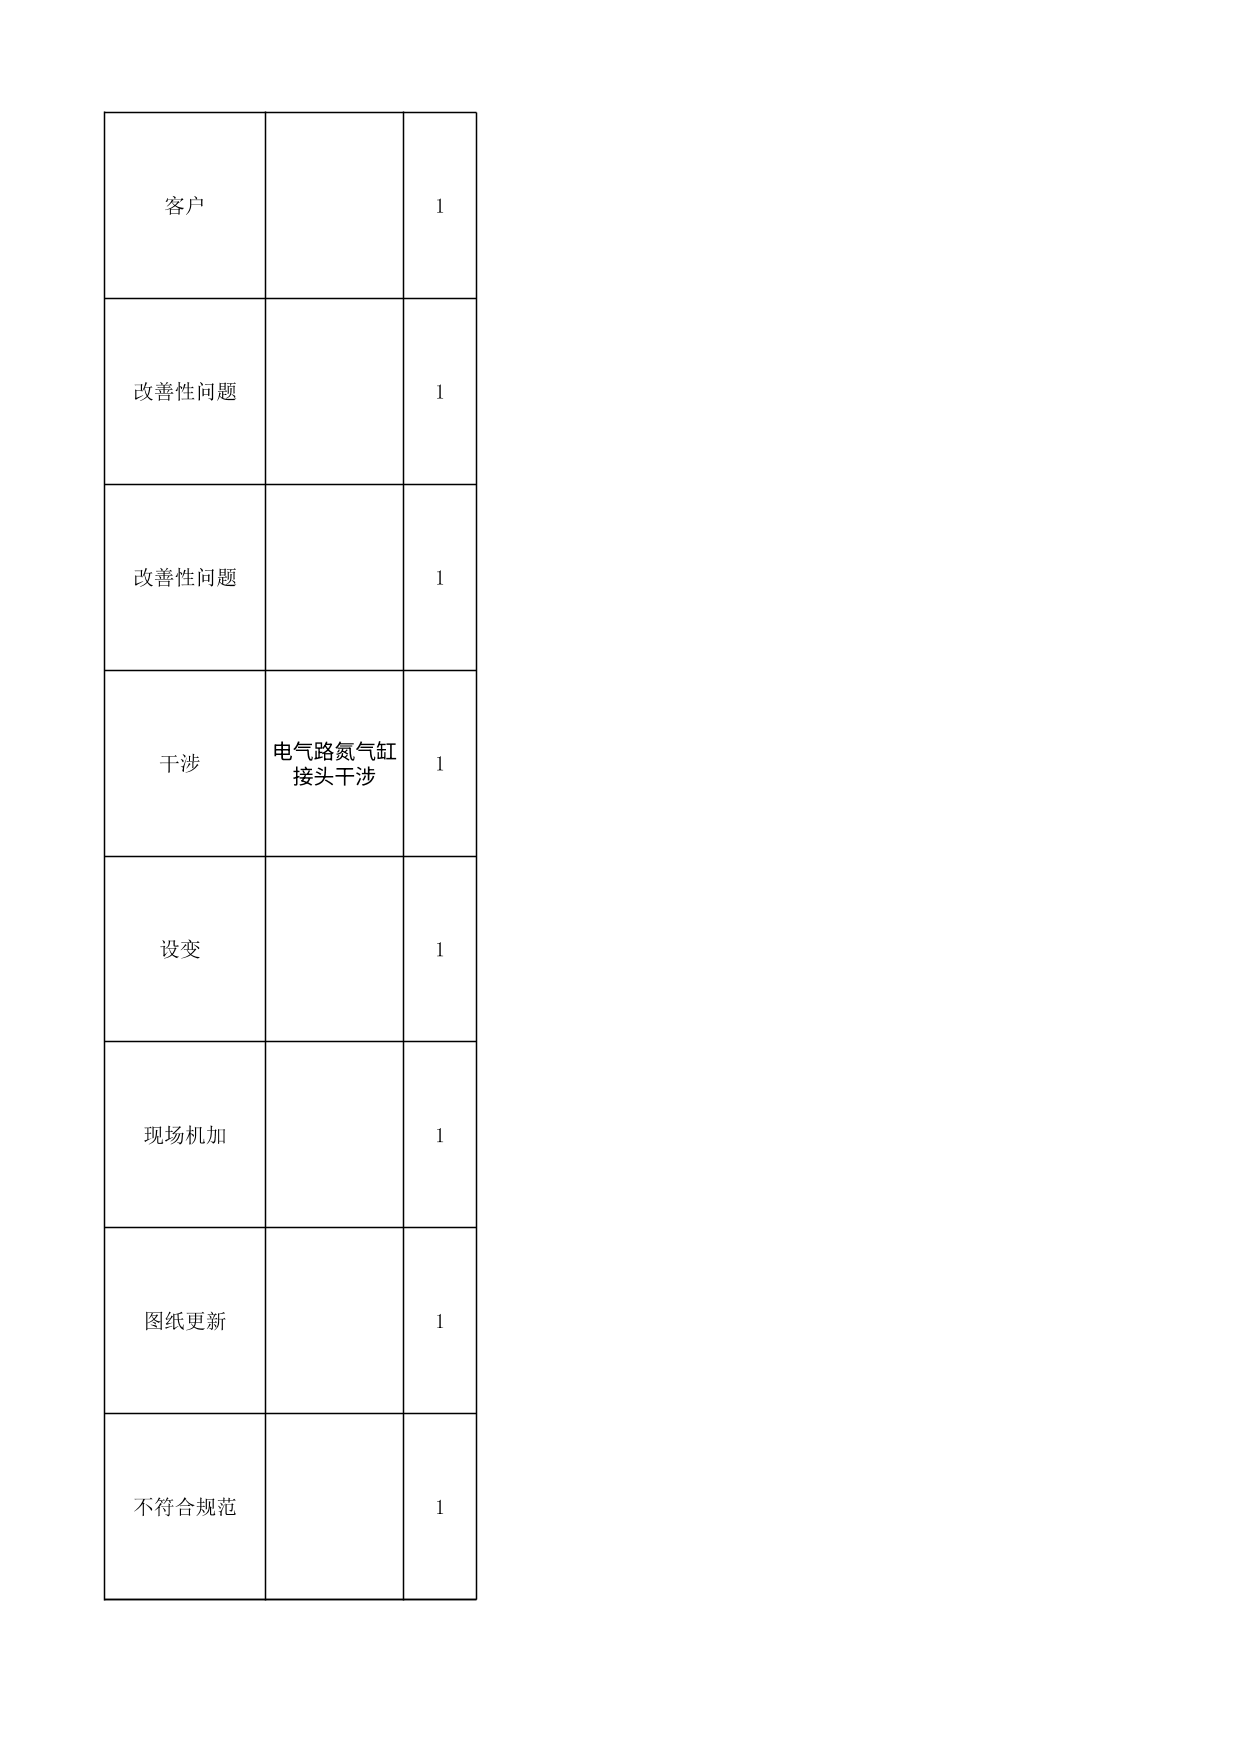 客户 1
改善性问题 1
改善性问题 1
干涉 电气路氮气缸 1
接头干涉
设变 1
现场机加 1
图纸更新 1
不符合规范 1